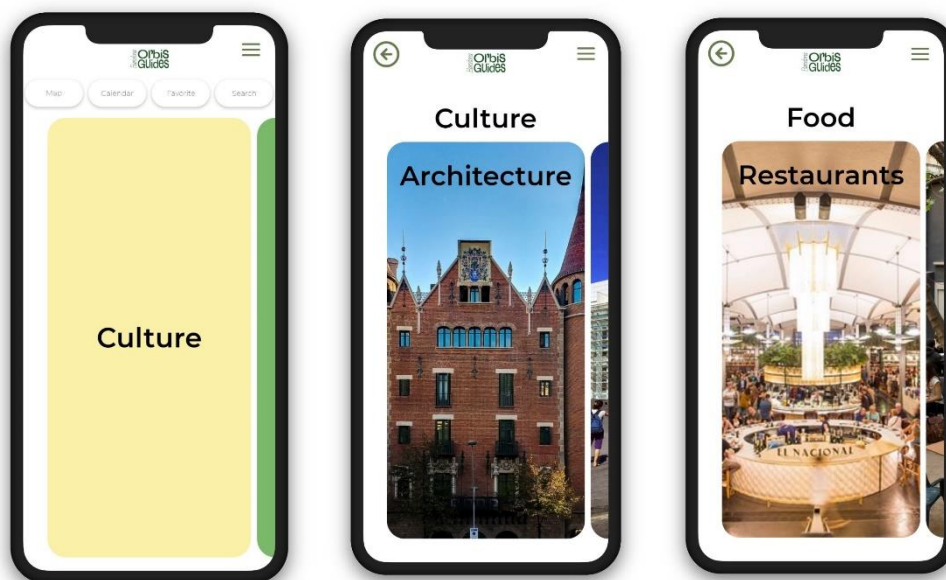 Orbis
Guides
Map
Calendar
Favorite
Search
Culture
Orbis
Guides
Culture
Architecture
Orbis
Guides
Food
Restaurants
EL NACIONAL